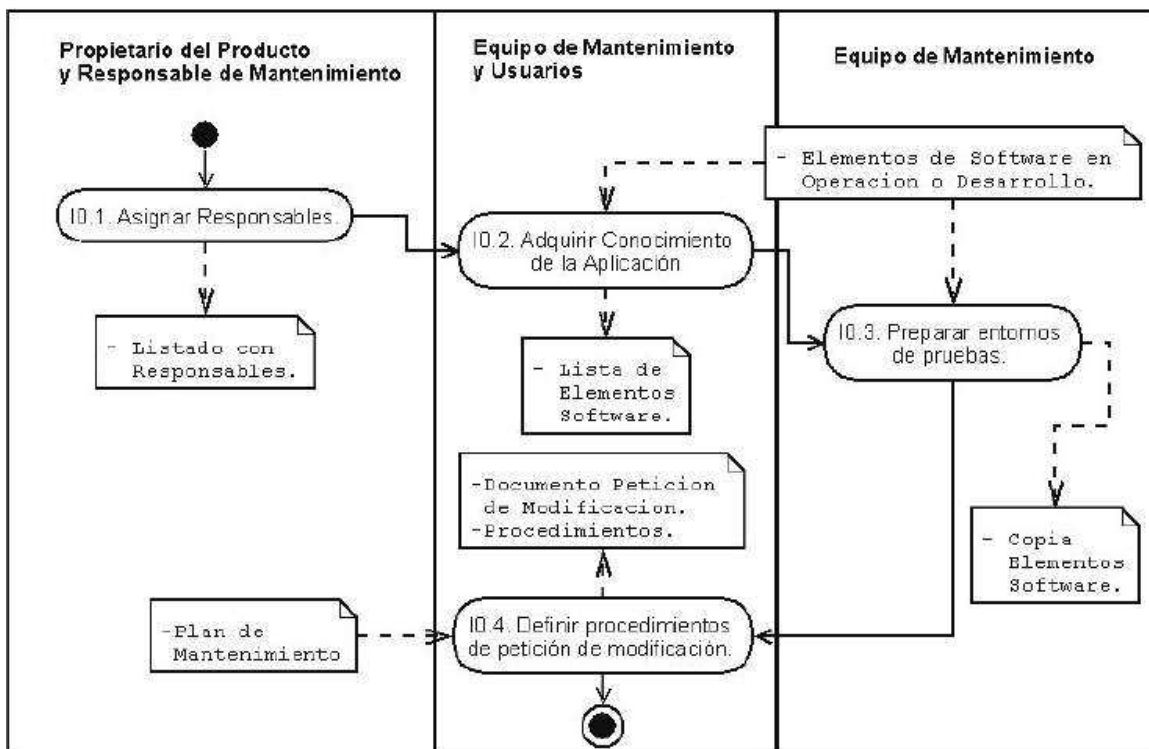 Propietario del Producto
y Responsable de Mantenimiento
Equipo de Mantenimiento
y Usuarios
Equipo de Mantenimiento
- Elementos de Software en
Operacion o Desarrollo.
I0.1. Asignar Responsables.
I0.2. Adquirir Conocimiento
de la Aplicación
I0.3. Preparar entornos
de pruebas.
- Listado con
Responsables.
- Lista de
Elementos
Software.
-Documento Peticion
de Modificacion.
-Procedimientos.
- Copia
Elementos
Software.
-Plan de
Mantenimiento
I0.4. Definir procedimientos
de petición de modificación.